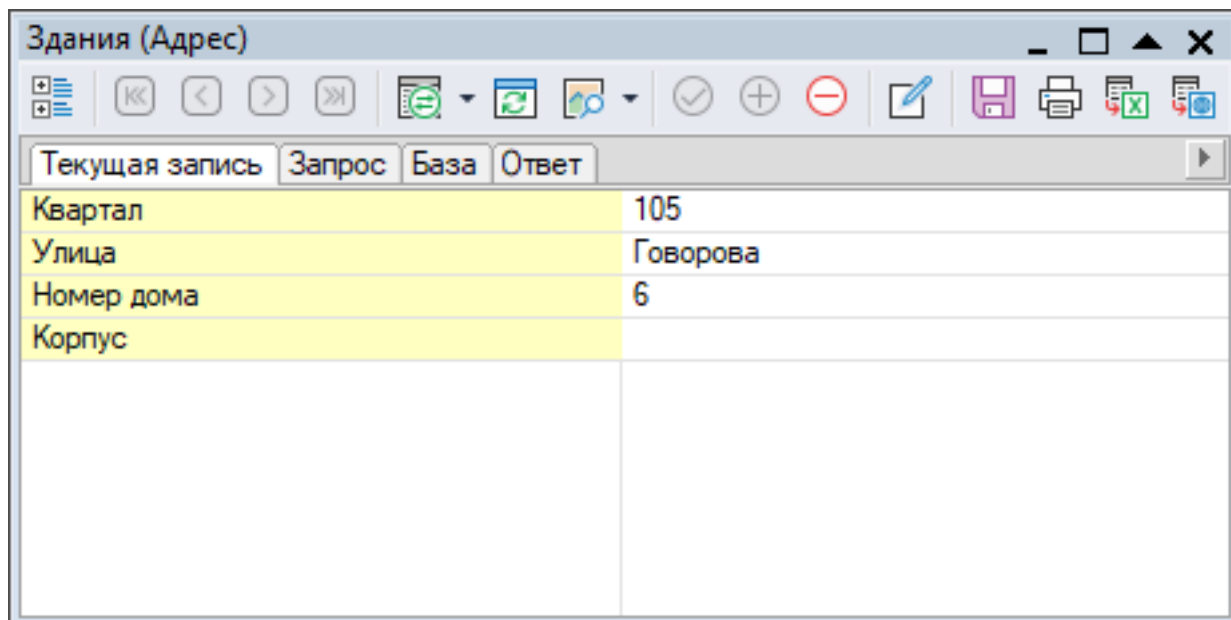 Здания (Адрес)
Текущая запись Запрос База Ответ
Квартал 105
Улица Говорова
Номер дома 6
Корпус